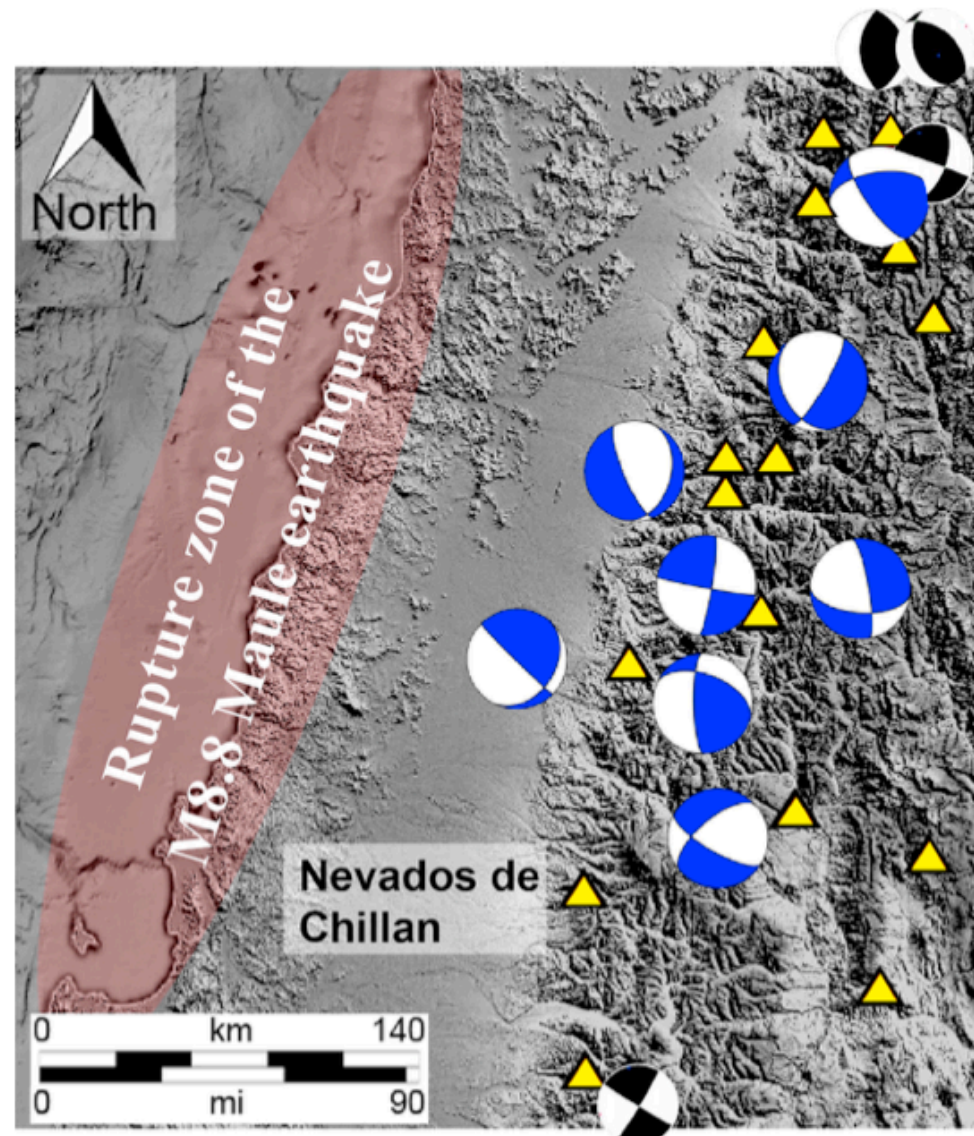 North
Rupture zone of the
M8.8 Maule earthquake
Nevados de
Chillan
0 km 140
0 mi 90